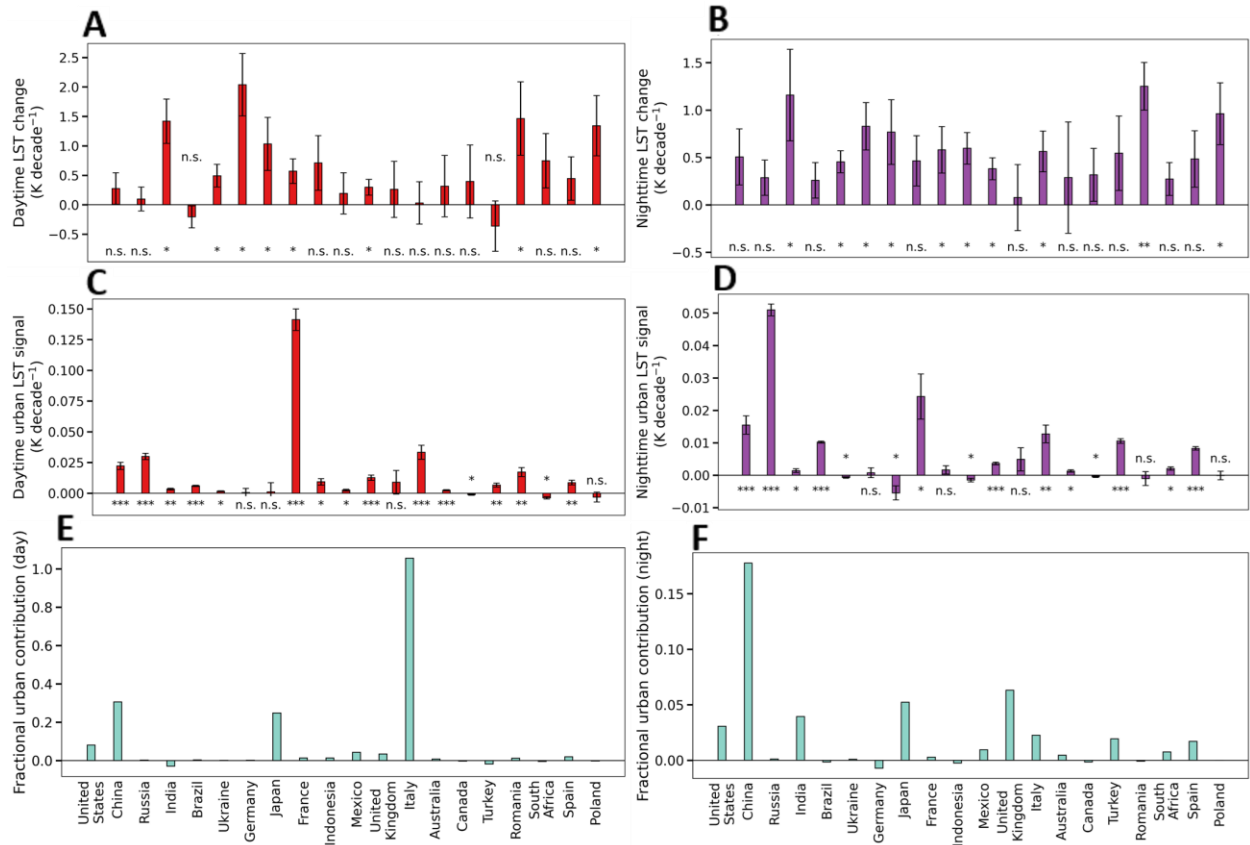 A
Daytime LST change
(K decade⁻¹)
2.5
2.0
1.5
1.0
0.5
0.0
−0.5
n.s.
n.s.
n.s. n.s. * * * * * n.s. n.s. * n.s. n.s. n.s. n.s. * n.s. n.s. *
B
Nighttime LST change
(K decade⁻¹)
1.5
1.0
0.5
0.0
−0.5
n.s. n.s. * n.s. * * * n.s. * * * n.s. * n.s. n.s. n.s. ** n.s. n.s. *
C
Daytime urban LST signal
(K decade⁻¹)
0.150
0.125
0.100
0.075
0.050
0.025
0.000
* * n.s.
*** *** ** *** * n.s. n.s. *** * * *** n.s. *** *** ** ** **
D
Nighttime urban LST signal
(K decade⁻¹)
0.05
0.04
0.03
0.02
0.01
0.00
−0.01
* * * * n.s. n.s.
*** *** * *** n.s. * n.s. *** n.s. ** * *** * ***
E
Fractional urban contribution (day)
1.0
0.8
0.6
0.4
0.2
0.0
United
States
China
Russia
India
Brazil
Ukraine
Germany
Japan
France
Indonesia
Mexico
United
Kingdom
Italy
Australia
Canada
Turkey
Romania
South
Africa
Spain
Poland
F
Fractional urban contribution (night)
0.15
0.10
0.05
0.00
United
States
China
Russia
India
Brazil
Ukraine
Germany
Japan
France
Indonesia
Mexico
United
Kingdom
Italy
Australia
Canada
Turkey
Romania
South
Africa
Spain
Poland